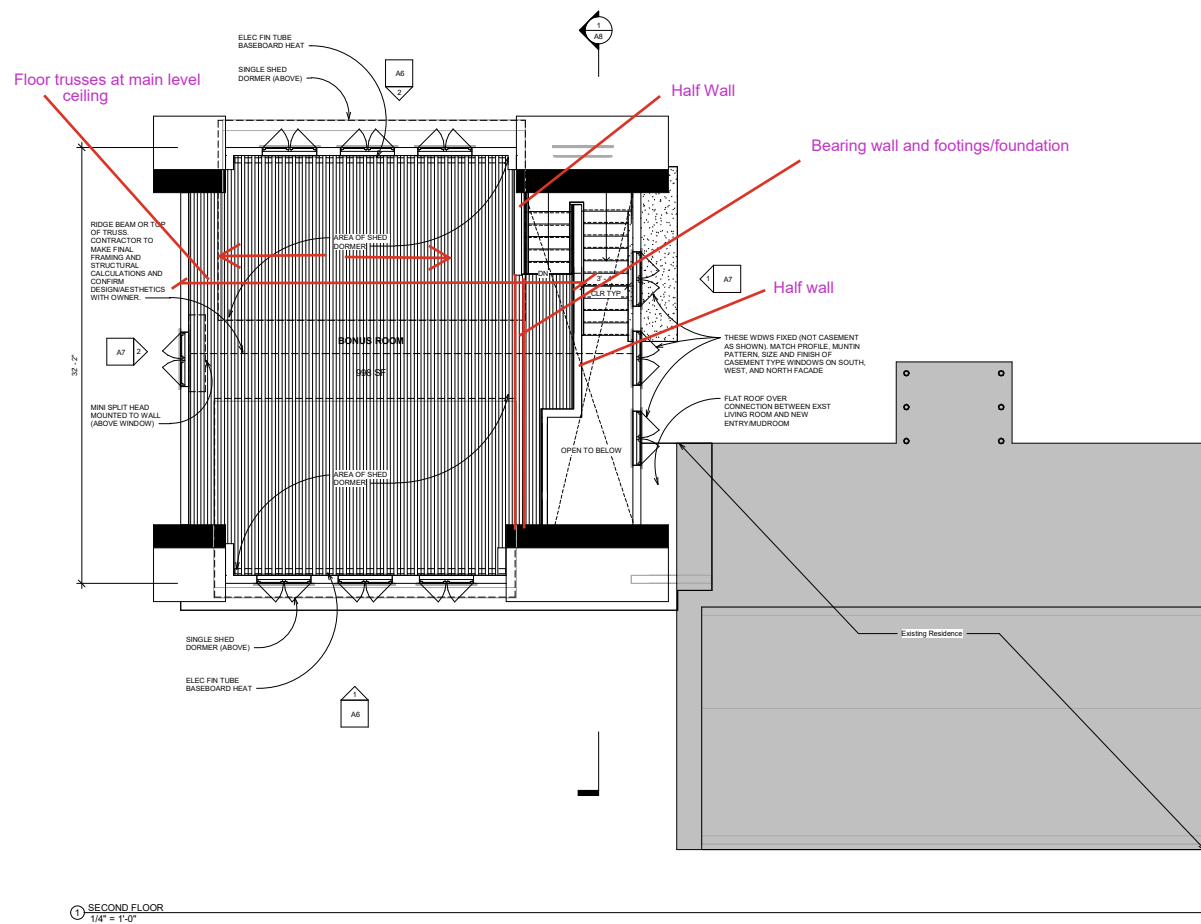 1
A8
ELEC FIN TUBE
BASEBOARD HEAT
SINGLE SHED
DORMER (ABOVE)
A6
2
Floor trusses at main level
ceiling
Half Wall
Bearing wall and footings/foundation
RIDGE BEAM OR TOP
OF TRUSS.
CONTRACTOR TO
MAKE FINAL
FRAMING AND
STRUCTURAL
CALCULATIONS AND
CONFIRM
DESIGN/AESTHETICS
WITH OWNER.
AREA OF SHED
DORMER
DN
3'
CLR TYP
1
A7
Half wall
A7
2
32' - 2"
BONUS ROOM
998 SF
THESE WDWS FIXED (NOT CASEMENT
AS SHOWN). MATCH PROFILE, MUNTIN
PATTERN, SIZE AND FINISH OF
CASEMENT TYPE WINDOWS ON SOUTH,
WEST, AND NORTH FACADE
MINI SPLIT HEAD
MOUNTED TO WALL
(ABOVE WINDOW)
FLAT ROOF OVER
CONNECTION BETWEEN EXST
LIVING ROOM AND NEW
ENTRY/MUDROOM
OPEN TO BELOW
AREA OF SHED
DORMER
SINGLE SHED
DORMER (ABOVE)
ELEC FIN TUBE
BASEBOARD HEAT
1
A6
Existing Residence
1
SECOND FLOOR
1/4" = 1'-0"